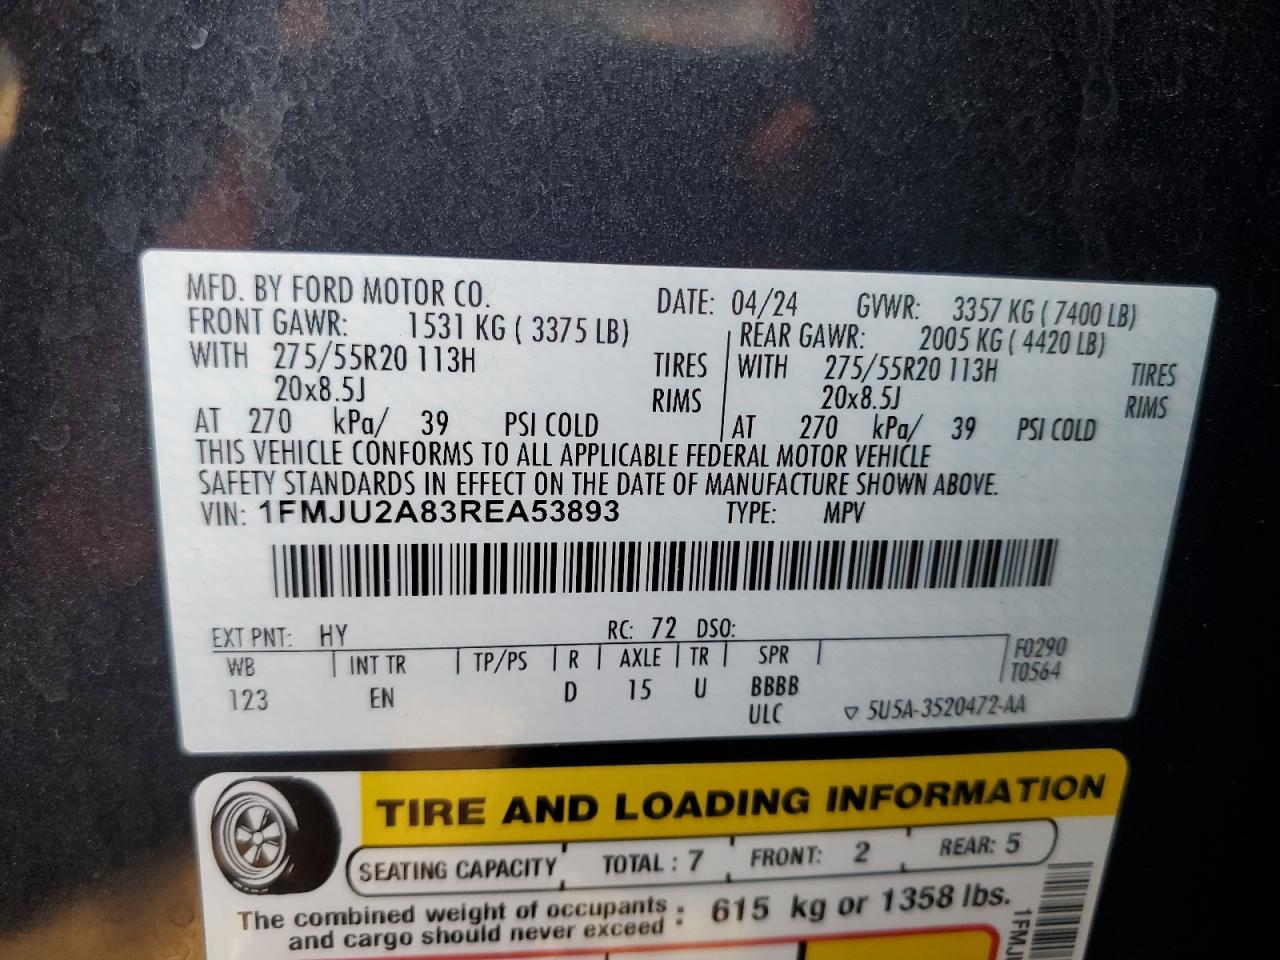 MFD. BY FORD MOTOR CO. DATE: 04/24 GVWR: 3357 KG ( 7400 LB)
FRONT GAWR: 1531 KG ( 3375 LB) REAR GAWR: 2005 KG ( 4420 LB)
WITH 275/55R20 113H TIRES WITH 275/55R20 113H TIRES
20x8.5J RIMS 20x8.5J RIMS
AT 270 kPa/ 39 PSI COLD AT 270 kPa/ 39 PSI COLD
THIS VEHICLE CONFORMS TO ALL APPLICABLE FEDERAL MOTOR VEHICLE
SAFETY STANDARDS IN EFFECT ON THE DATE OF MANUFACTURE SHOWN ABOVE.
VIN: 1FMJU2A83REA53893 TYPE: MPV
EXT PNT: HY RC: 72 DSO:
WB INT TR TP/PS R AXLE TR SPR F0290
T0564
123 EN D 15 U BBBB
ULC ▽ 5U5A-3520472-AA
TIRE AND LOADING INFORMATION
SEATING CAPACITY TOTAL : 7 FRONT: 2 REAR: 5
The combined weight of occupants : 615 kg or 1358 lbs.
and cargo should never exceed
1FMJU